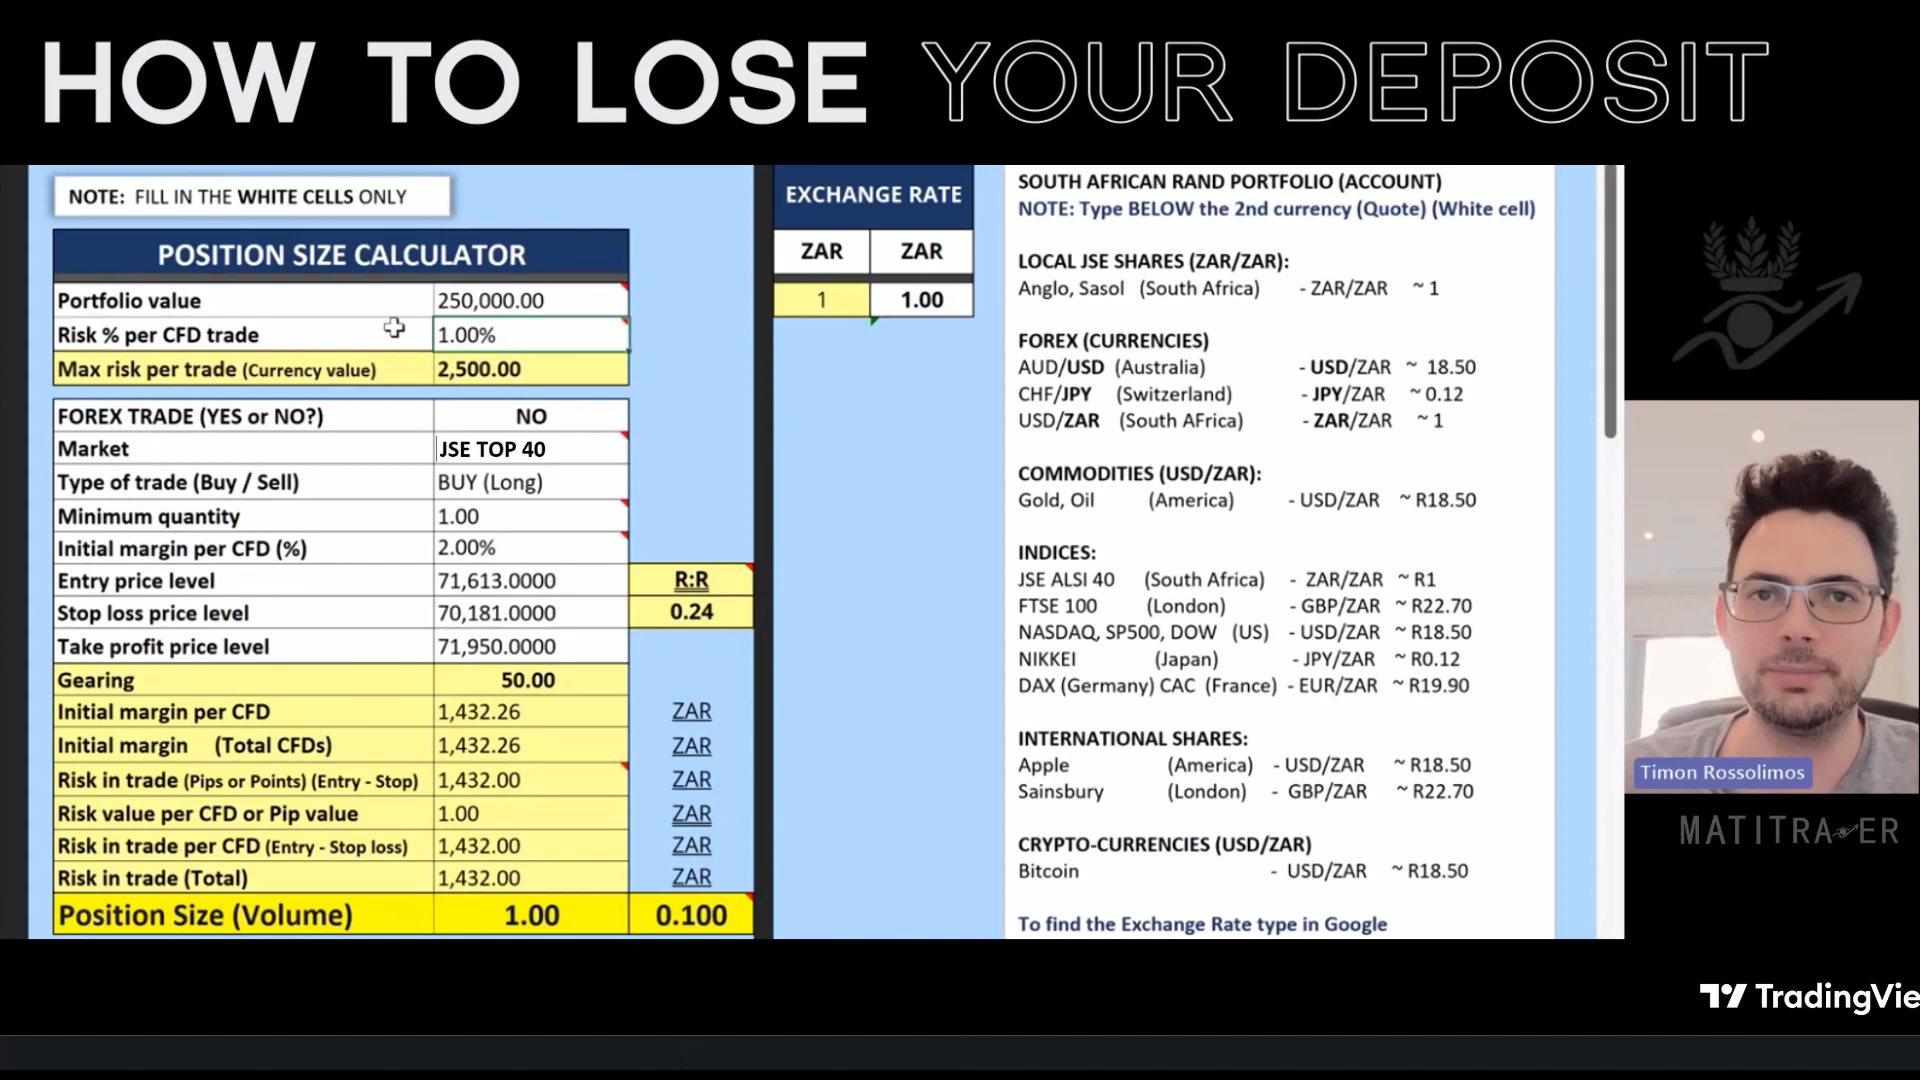 HOW TO LOSE YOUR DEPOSIT
NOTE: FILL IN THE WHITE CELLS ONLY
POSITION SIZE CALCULATOR
Portfolio value 250,000.00
Risk % per CFD trade 1.00%
Max risk per trade (Currency value) 2,500.00
FOREX TRADE (YES or NO?) NO
Market JSE TOP 40
Type of trade (Buy / Sell) BUY (Long)
Minimum quantity 1.00
Initial margin per CFD (%) 2.00%
Entry price level 71,613.0000 R:R
Stop loss price level 70,181.0000 0.24
Take profit price level 71,950.0000
Gearing 50.00
Initial margin per CFD 1,432.26 ZAR
Initial margin (Total CFDs) 1,432.26 ZAR
Risk in trade (Pips or Points) (Entry - Stop) 1,432.00 ZAR
Risk value per CFD or Pip value 1.00 ZAR
Risk in trade per CFD (Entry - Stop loss) 1,432.00 ZAR
Risk in trade (Total) 1,432.00 ZAR
Position Size (Volume) 1.00 0.100
EXCHANGE RATE
ZAR ZAR
1 1.00
SOUTH AFRICAN RAND PORTFOLIO (ACCOUNT)
NOTE: Type BELOW the 2nd currency (Quote) (White cell)
LOCAL JSE SHARES (ZAR/ZAR):
Anglo, Sasol (South Africa) - ZAR/ZAR ~ 1
FOREX (CURRENCIES)
AUD/USD (Australia) - USD/ZAR ~ 18.50
CHF/JPY (Switzerland) - JPY/ZAR ~ 0.12
USD/ZAR (South AFrica) - ZAR/ZAR ~ 1
COMMODITIES (USD/ZAR):
Gold, Oil (America) - USD/ZAR ~ R18.50
INDICES:
JSE ALSI 40 (South Africa) - ZAR/ZAR ~ R1
FTSE 100 (London) - GBP/ZAR ~ R22.70
NASDAQ, SP500, DOW (US) - USD/ZAR ~ R18.50
NIKKEI (Japan) - JPY/ZAR ~ R0.12
DAX (Germany) CAC (France) - EUR/ZAR ~ R19.90
INTERNATIONAL SHARES:
Apple (America) - USD/ZAR ~ R18.50
Sainsbury (London) - GBP/ZAR ~ R22.70
CRYPTO-CURRENCIES (USD/ZAR)
Bitcoin - USD/ZAR ~ R18.50
To find the Exchange Rate type in Google
Timon Rossolimos
MATITRADER
TradingVie